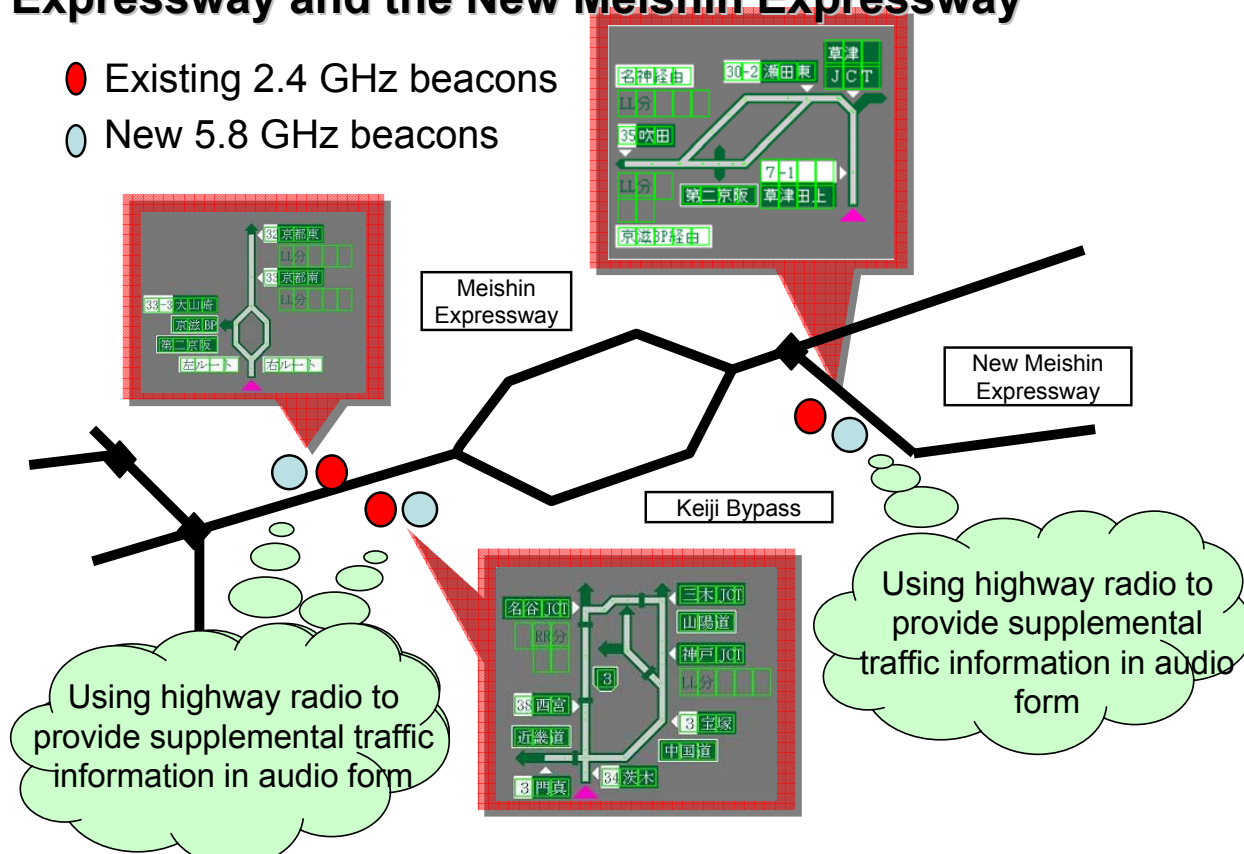 Expressway and the New Meishin Expressway
Existing 2.4 GHz beacons
New 5.8 GHz beacons
草津
JCT
30-2 瀬田東
名神経由
LL分
35 吹田
7-1
草津田上
LL分
第二京阪
京滋BP経由
32 京都東
LL分
33 京都南
LL分
33-3 大山崎
京滋BP
第二京阪
左ルート
右ルート
Meishin
Expressway
New Meishin
Expressway
Keiji Bypass
名谷JCT
RR分
三木JCT
山陽道
神戸JCT
LL分
3
38 西宮
近畿道
3 宝塚
中国道
3 門真
34 茨木
Using highway radio to
provide supplemental traffic
information in audio form
Using highway radio to
provide supplemental
traffic information in audio
form